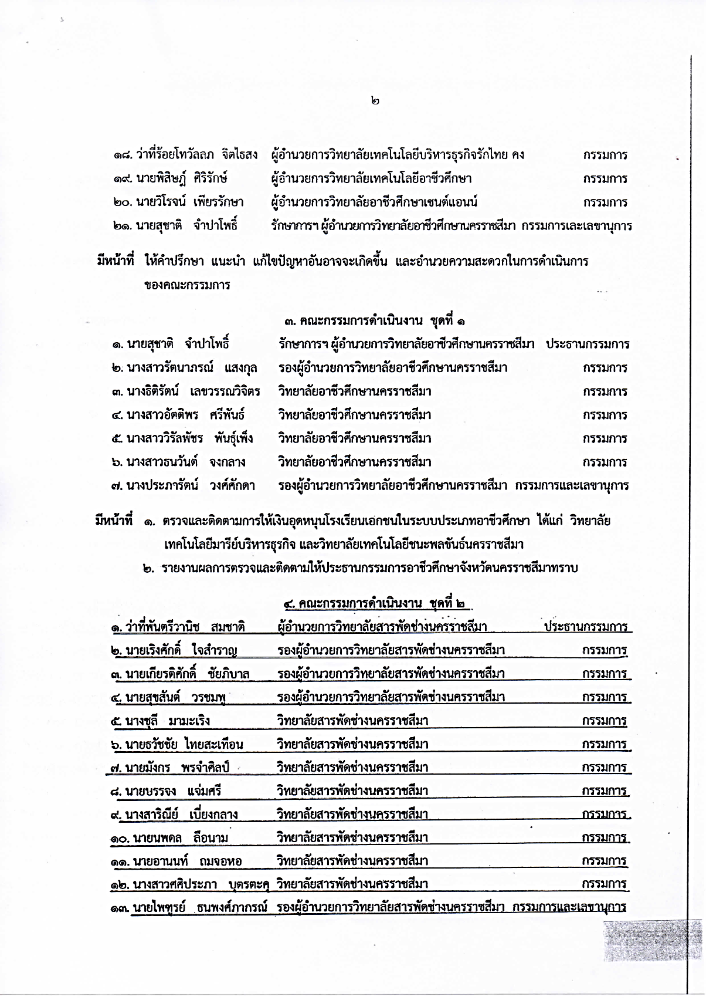 ๒
๑๘. ว่าที่ร้อยโทวัลลภ จิตไธสง ผู้อำนวยการวิทยาลัยเทคโนโลยีบริหารธุรกิจรักไทย คง กรรมการ
๑๙. นายพิสิษฎ์ ศิริรักษ์ ผู้อำนวยการวิทยาลัยเทคโนโลยีอาชีวศึกษา กรรมการ
๒๐. นายวิโรจน์ เพียรรักษา ผู้อำนวยการวิทยาลัยอาชีวศึกษาเซนต์แอนน์ กรรมการ
๒๑. นายสุชาติ จำปาโพธิ์ รักษาการฯ ผู้อำนวยการวิทยาลัยอาชีวศึกษานครราชสีมา กรรมการและเลขานุการ
มีหน้าที่ ให้คำปรึกษา แนะนำ แก้ไขปัญหาอันอาจจะเกิดขึ้น และอำนวยความสะดวกในการดำเนินการ
ของคณะกรรมการ
๓. คณะกรรมการดำเนินงาน ชุดที่ ๑
๑. นายสุชาติ จำปาโพธิ์ รักษาการฯ ผู้อำนวยการวิทยาลัยอาชีวศึกษานครราชสีมา ประธานกรรมการ
๒. นางสาวรัตนาภรณ์ แสงกุล รองผู้อำนวยการวิทยาลัยอาชีวศึกษานครราชสีมา กรรมการ
๓. นางธิติรัตน์ เลขวรรณวิจิตร วิทยาลัยอาชีวศึกษานครราชสีมา กรรมการ
๔. นางสาวอัตติพร ศรีพันธ์ วิทยาลัยอาชีวศึกษานครราชสีมา กรรมการ
๕. นางสาววิรัลพัชร พันธุ์เพ็ง วิทยาลัยอาชีวศึกษานครราชสีมา กรรมการ
๖. นางสาวธนวันต์ จงกลาง วิทยาลัยอาชีวศึกษานครราชสีมา กรรมการ
๗. นางประภารัตน์ วงศ์ศักดา รองผู้อำนวยการวิทยาลัยอาชีวศึกษานครราชสีมา กรรมการและเลขานุการ
มีหน้าที่ ๑. ตรวจและติดตามการให้เงินอุดหนุนโรงเรียนเอกชนในระบบประเภทอาชีวศึกษา ได้แก่ วิทยาลัย
เทคโนโลยีมารีย์บริหารธุรกิจ และวิทยาลัยเทคโนโลยีชนะพลขันธ์นครราชสีมา
๒. รายงานผลการตรวจและติดตามให้ประธานกรรมการอาชีวศึกษาจังหวัดนครราชสีมาทราบ
๔. คณะกรรมการดำเนินงาน ชุดที่ ๒
๑. ว่าที่พันตรีวานิช สมชาติ ผู้อำนวยการวิทยาลัยสารพัดช่างนครราชสีมา ประธานกรรมการ
๒. นายเริงศักดิ์ ใจสำราญ รองผู้อำนวยการวิทยาลัยสารพัดช่างนครราชสีมา กรรมการ
๓. นายเกียรติศักดิ์ ชัยภิบาล รองผู้อำนวยการวิทยาลัยสารพัดช่างนครราชสีมา กรรมการ
๔. นายสุขสันต์ วรชมพู รองผู้อำนวยการวิทยาลัยสารพัดช่างนครราชสีมา กรรมการ
๕. นางชุลี มามะเริง วิทยาลัยสารพัดช่างนครราชสีมา กรรมการ
๖. นายธวัชชัย ไทยสะเทือน วิทยาลัยสารพัดช่างนครราชสีมา กรรมการ
๗. นายมังกร พรจำศิลป์ วิทยาลัยสารพัดช่างนครราชสีมา กรรมการ
๘. นายบรรจง แจ่มศรี วิทยาลัยสารพัดช่างนครราชสีมา กรรมการ
๙. นางสาริณีย์ เบี่ยงกลาง วิทยาลัยสารพัดช่างนครราชสีมา กรรมการ
๑๐. นายนพดล ลือนาม วิทยาลัยสารพัดช่างนครราชสีมา กรรมการ
๑๑. นายอานนท์ ถมจอหอ วิทยาลัยสารพัดช่างนครราชสีมา กรรมการ
๑๒. นางสาวศศิประภา บุตรตะคุ วิทยาลัยสารพัดช่างนครราชสีมา กรรมการ
๑๓. นายไพฑูรย์ ธนพงศ์ภากรณ์ รองผู้อำนวยการวิทยาลัยสารพัดช่างนครราชสีมา กรรมการและเลขานุการ